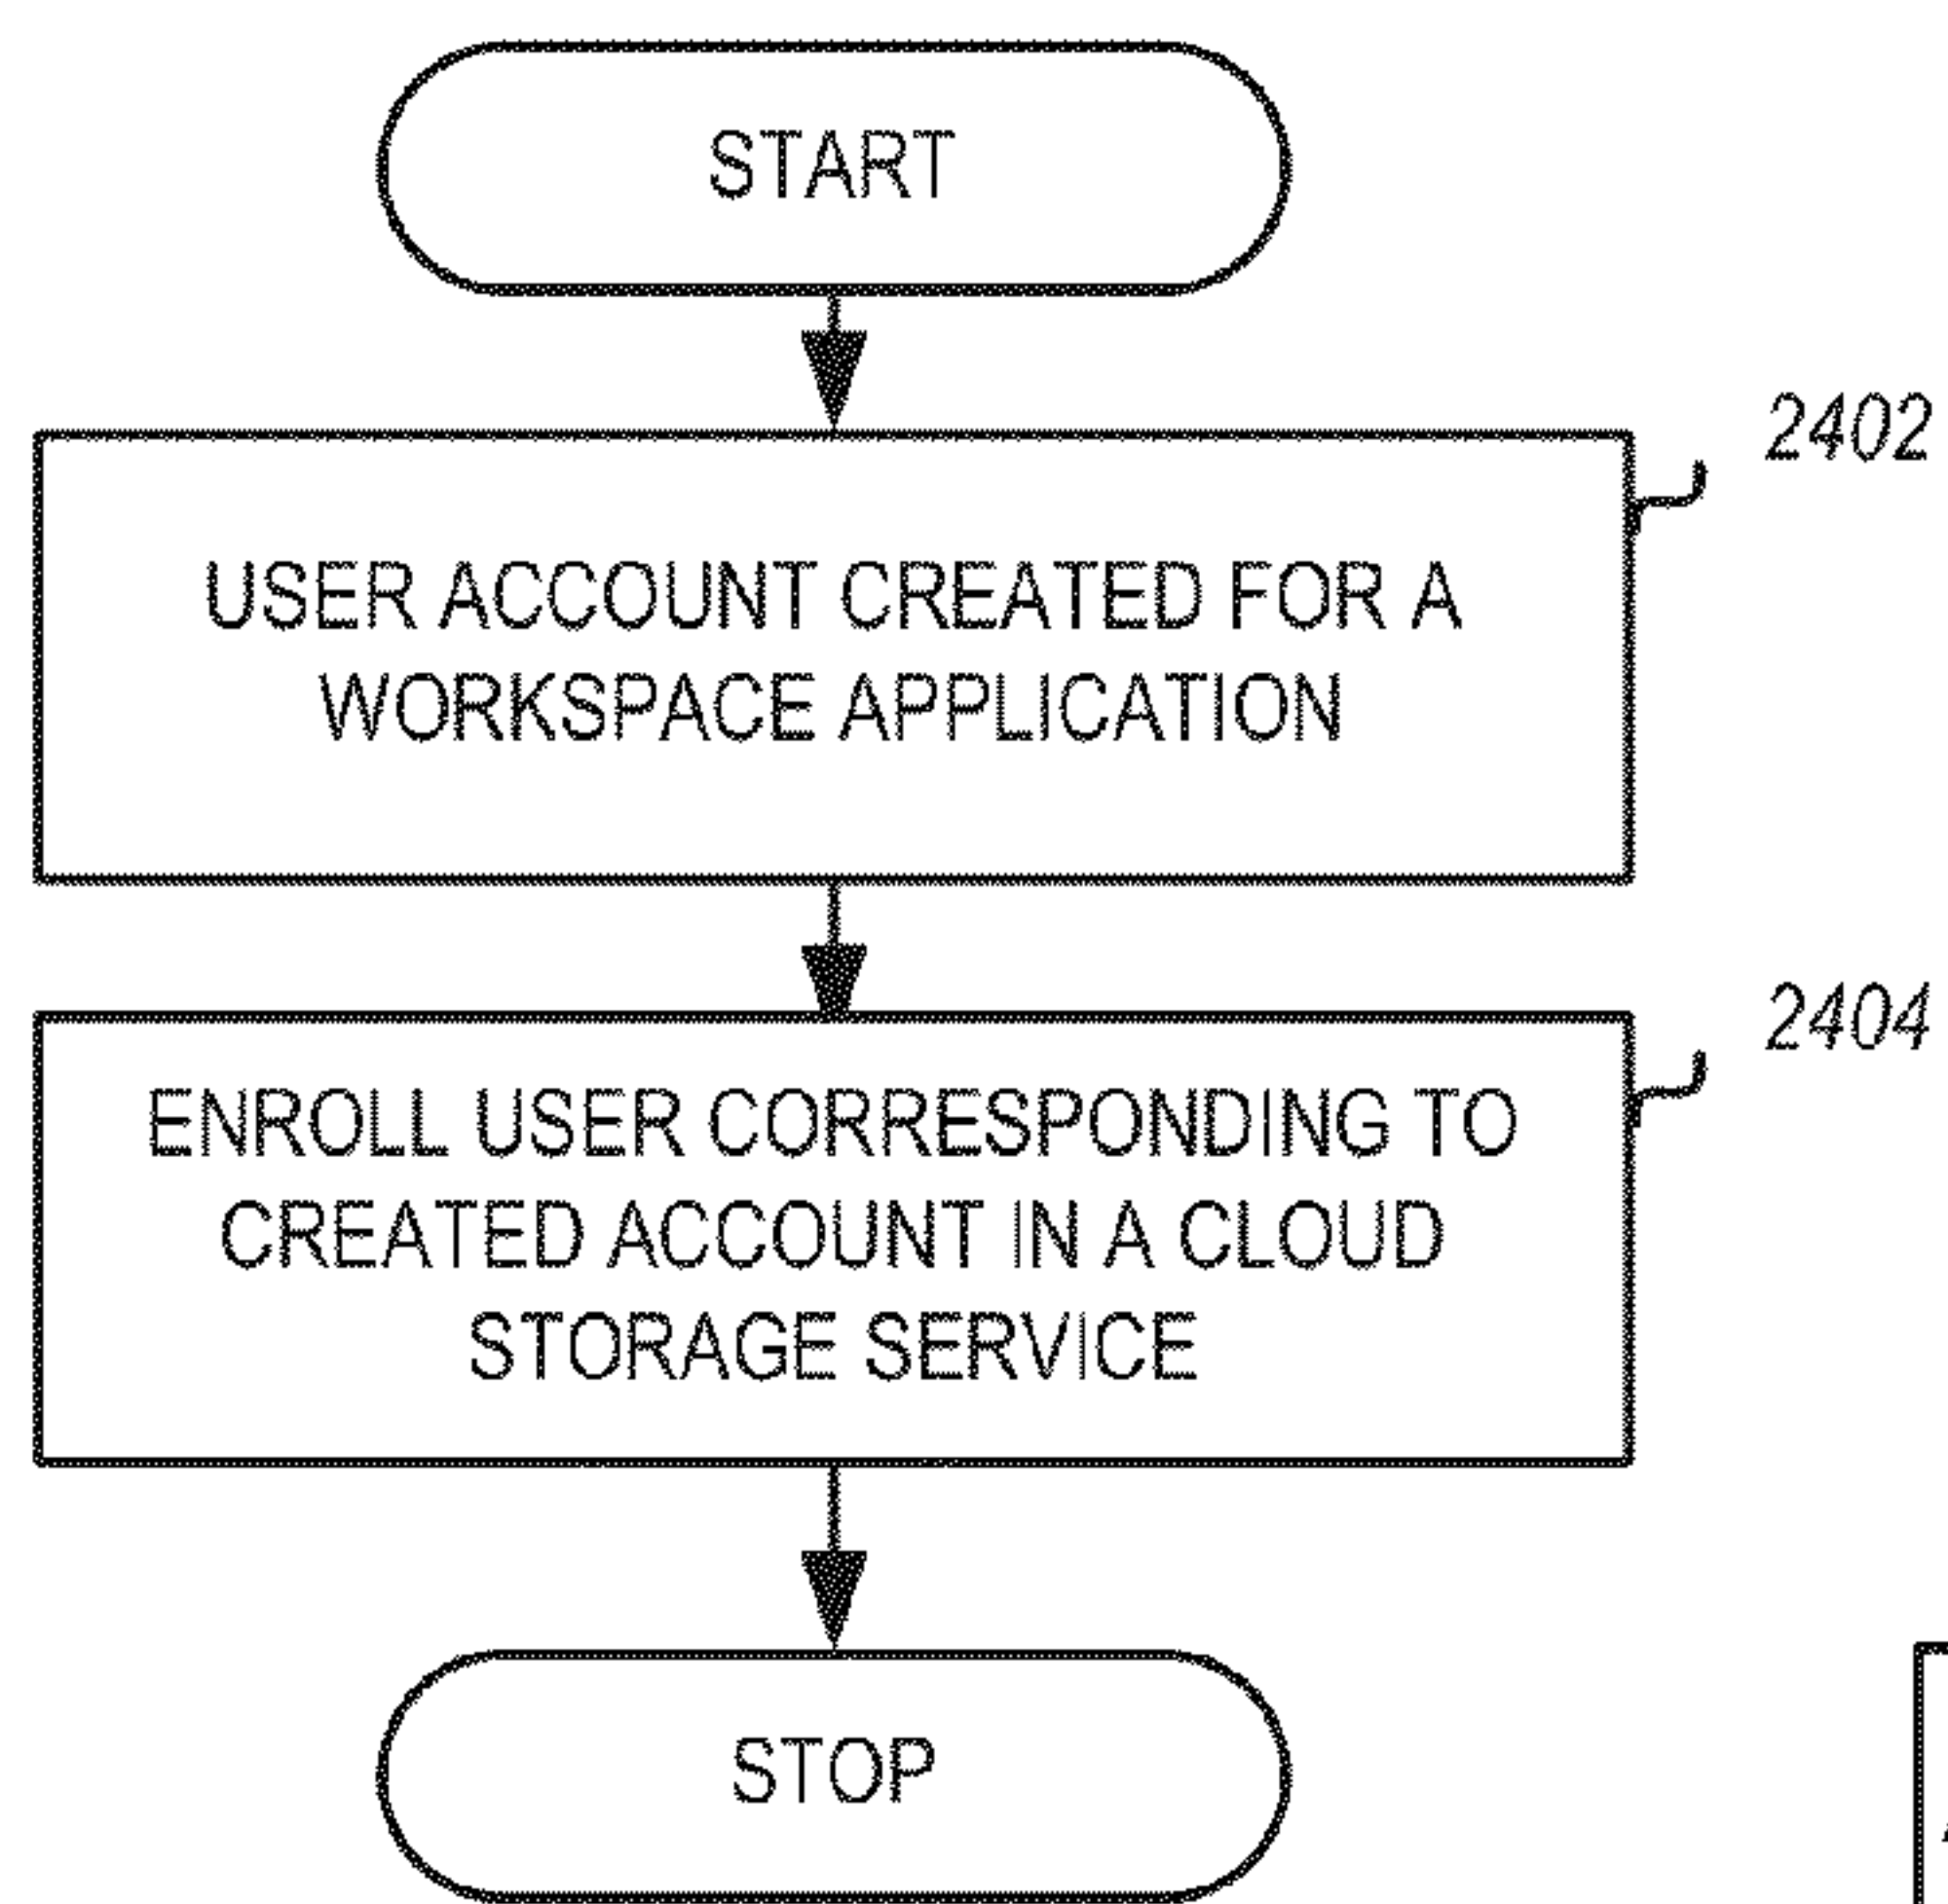 START
2402
USER ACCOUNT CREATED FOR A
WORKSPACE APPLICATION
2404
ENROLL USER CORRESPONDING TO
CREATED ACCOUNT IN A CLOUD
STORAGE SERVICE
STOP